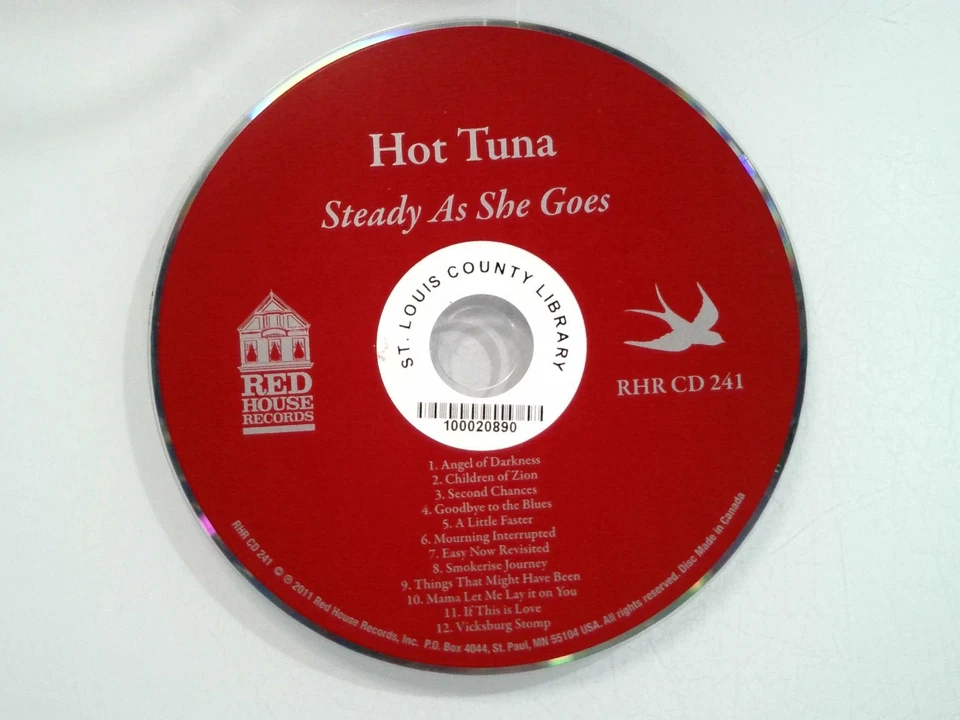 Hot Tuna
Steady As She Goes
ST. LOUIS COUNTY LIBRARY
100020890
RED
HOUSE
RECORDS
RHR CD 241
1. Angel of Darkness
2. Children of Zion
3. Second Chances
4. Goodbye to the Blues
5. A Little Faster
6. Mourning Interrupted
7. Easy Now Revisited
8. Smokerise Journey
9. Things That Might Have Been
10. Mama Let Me Lay it on You
11. If This is Love
12. Vicksburg Stomp
RHR CD 241 © ℗ 2011 Red House Records, Inc. P.O. Box 4044, St. Paul, MN 55104 USA. All rights reserved. Disc Made in Canada